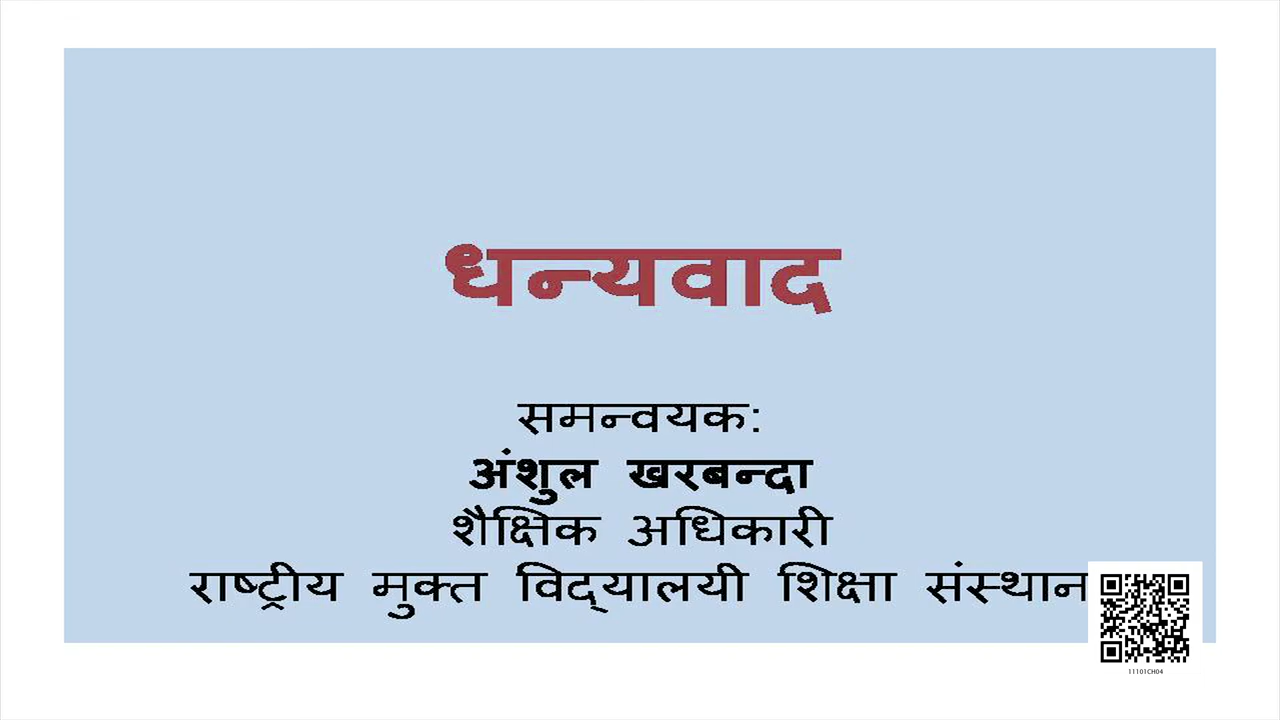 धन्यवाद
समन्वयक:
अंशुल खरबन्दा
शैक्षिक अधिकारी
राष्ट्रीय मुक्त विद्‌यालयी शिक्षा संस्थान
11101CH04